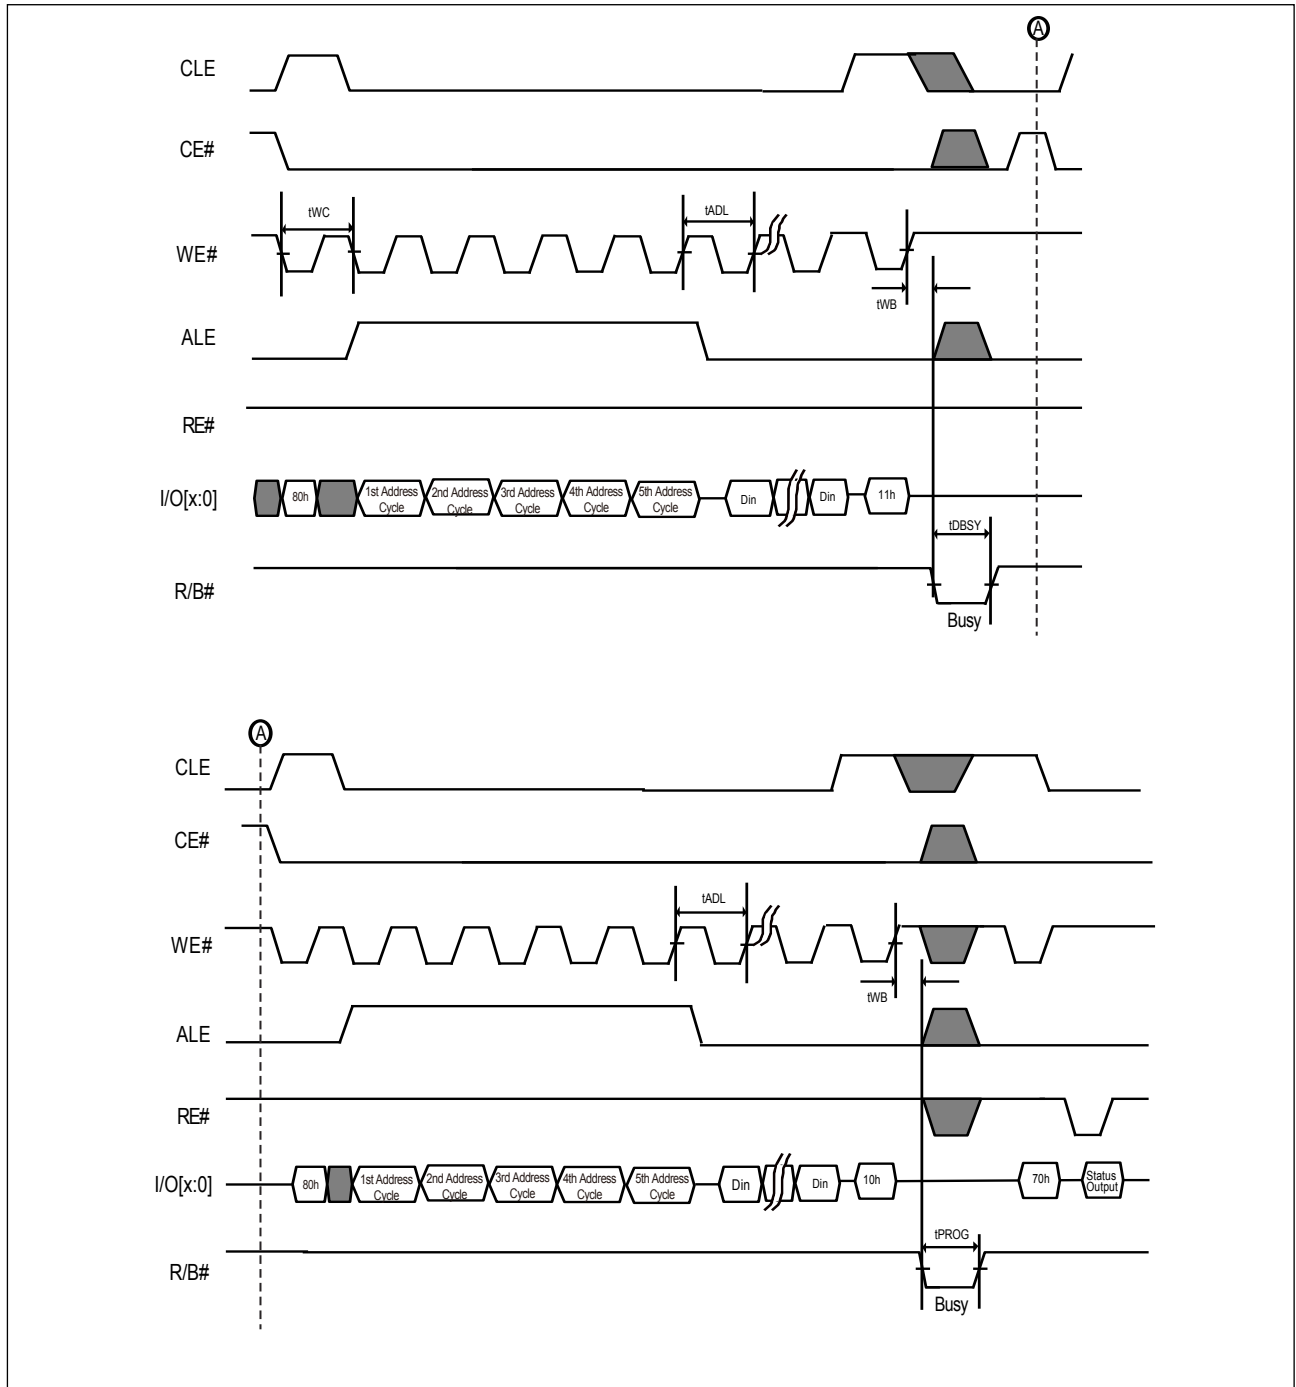 A
CLE
CE#
tWC
tADL
WE#
tWB
ALE
RE#
I/O[x:0] 80h 1st Address Cycle 2nd Address Cycle 3rd Address Cycle 4th Address Cycle 5th Address Cycle Din Din 11h
tDBSY
R/B#
Busy
A
CLE
CE#
tADL
WE#
tWB
ALE
RE#
I/O[x:0] 80h 1st Address Cycle 2nd Address Cycle 3rd Address Cycle 4th Address Cycle 5th Address Cycle Din Din 10h 70h Status Output
tPROG
R/B#
Busy